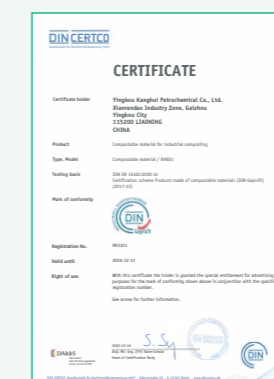 DIN CERTCO
CERTIFICATE
Certificate holder
Yingkou Kanghui Petrochemical Co., Ltd.
Xianrendao Industry Zone, Gaizhou
Yingkou City
115200 LIAONING
CHINA
Product
Compostable material for industrial composting
Type, Model
Compostable material / KHB21
Testing basis
DIN EN 13432:2000-12
Certification scheme Products made of compostable materials (DIN-Geprüft)
(2017-12)
Mark of conformity
DIN
Geprüft
Registration No.
Valid until
Right of use
With this certificate the holder is granted the special entitlement for advertising
purposes for the mark of conformity shown above in conjunction with the specified
registration number.
See annex for further information.
DAkkS
DIN